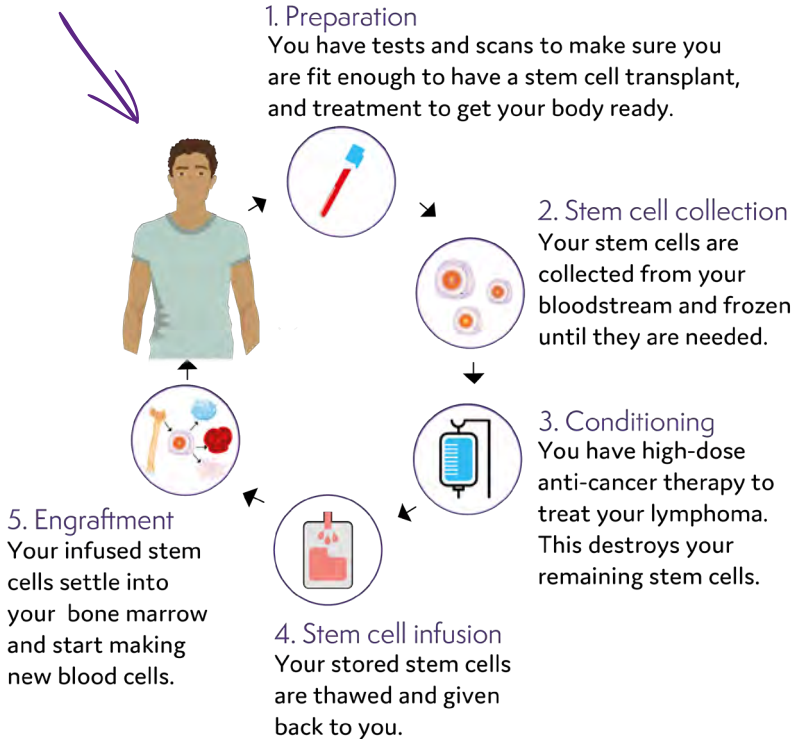 1. Preparation
You have tests and scans to make sure you
are fit enough to have a stem cell transplant,
and treatment to get your body ready.
2. Stem cell collection
Your stem cells are
collected from your
bloodstream and frozen
until they are needed.
3. Conditioning
You have high-dose
anti-cancer therapy to
treat your lymphoma.
This destroys your
remaining stem cells.
4. Stem cell infusion
Your stored stem cells
are thawed and given
back to you.
5. Engraftment
Your infused stem
cells settle into
your bone marrow
and start making
new blood cells.